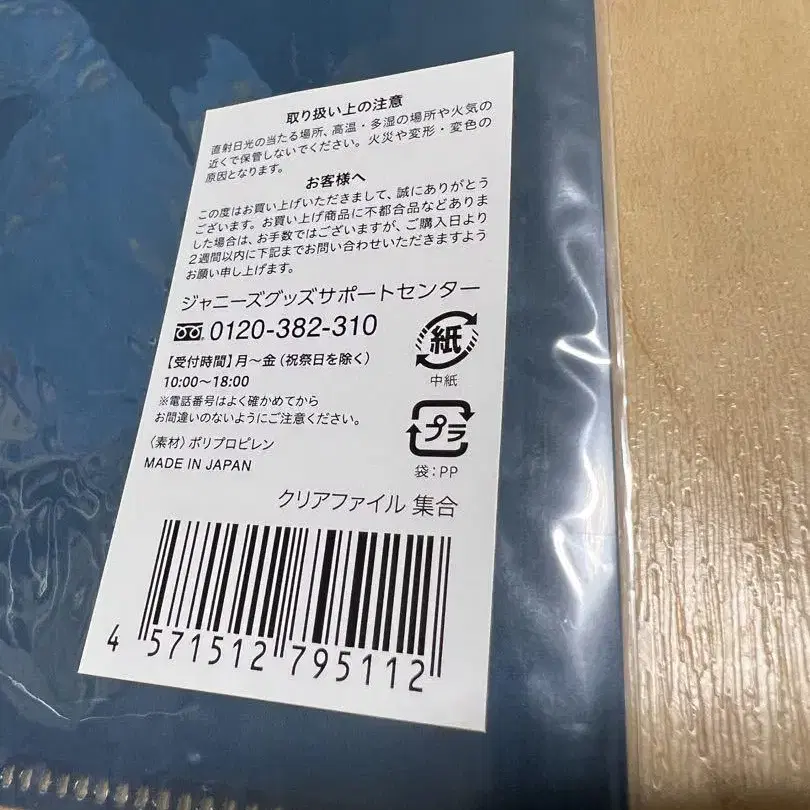 取り扱い上の注意
直射日光の当たる場所、高温・多湿の場所や火気の
近くで保管しないでください。火災や変形・変色の
原因となります。
お客様へ
この度はお買い上げいただきまして、誠にありがとう
ございます。お買い上げ商品に不都合品などありま
した場合は、お手数ではございますが、ご購入日より
2週間以内に下記までお問い合わせいただきますよう
お願い申し上げます。
ジャニーズグッズサポートセンター
0120-382-310
【受付時間】月〜金(祝祭日を除く)
10:00〜18:00
※電話番号はよく確かめてから
お間違いのないようにご注意ください。
紙
中紙
〈素材〉ポリプロピレン
MADE IN JAPAN
プラ
袋:PP
クリアファイル 集合
4 571512 795112